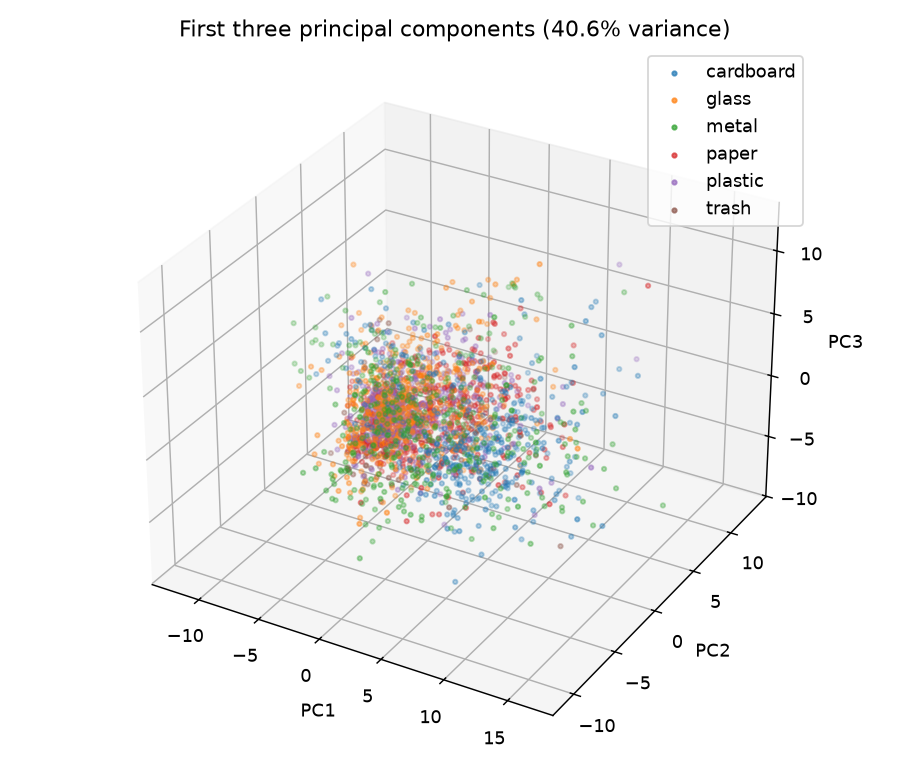 First three principal components (40.6% variance)
cardboard
glass
metal
paper
plastic
trash
10
5
PC3
0
−5
−10
10
5
0
PC2
−5
−10
−10
−5
0
5
PC1
10
15